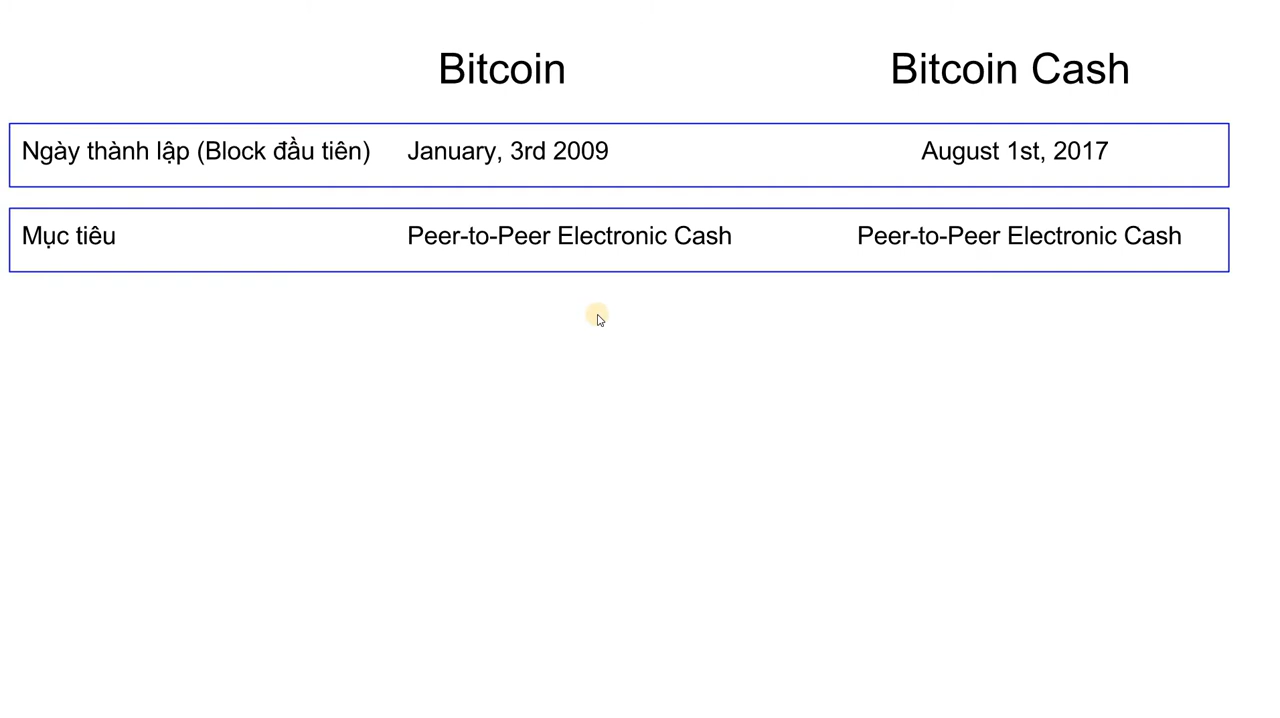 Bitcoin Bitcoin Cash
Ngày thành lập (Block đầu tiên) January, 3rd 2009 August 1st, 2017
Mục tiêu Peer-to-Peer Electronic Cash Peer-to-Peer Electronic Cash